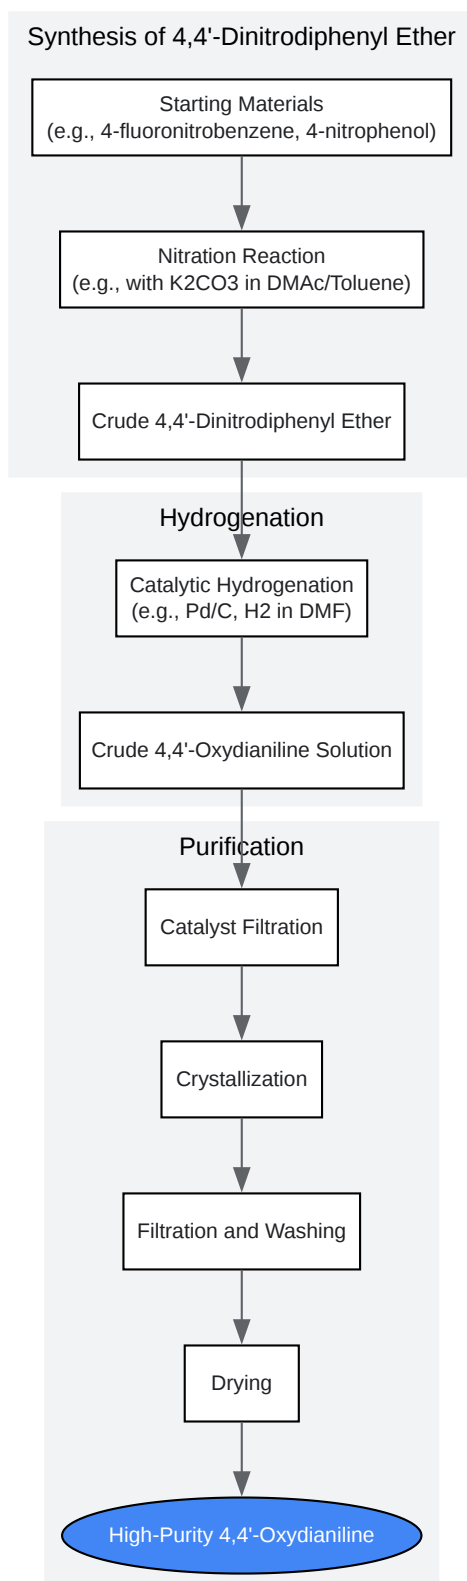 Synthesis of 4,4'-Dinitrodiphenyl Ether
Starting Materials
(e.g., 4-fluoronitrobenzene, 4-nitrophenol)
Nitration Reaction
(e.g., with K2CO3 in DMAc/Toluene)
Crude 4,4'-Dinitrodiphenyl Ether
Hydrogenation
Catalytic Hydrogenation
(e.g., Pd/C, H2 in DMF)
Crude 4,4'-Oxydianiline Solution
Purification
Catalyst Filtration
Crystallization
Filtration and Washing
Drying
High-Purity 4,4'-Oxydianiline